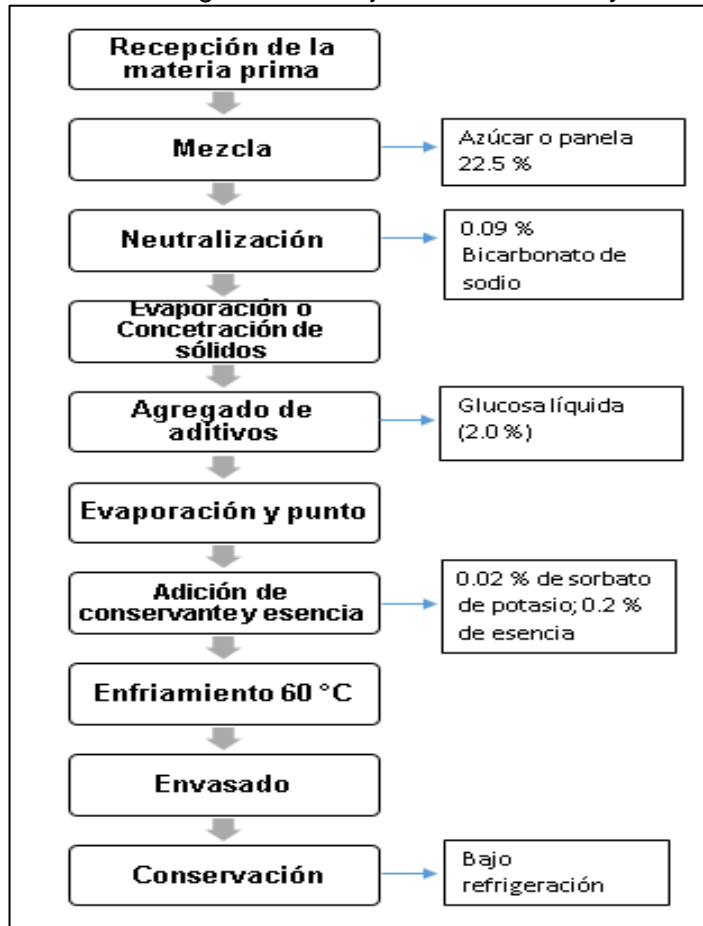 Recepción de la
materia prima
Mezcla
Azúcar o panela
22.5 %
Neutralización
0.09 %
Bicarbonato de
sodio
Evaporación o
Concetración de
sólidos
Agregado de
aditivos
Glucosa líquida
(2.0 %)
Evaporación y punto
Adición de
conservante y esencia
0.02 % de sorbato
de potasio; 0.2 %
de esencia
Enfriamiento 60 °C
Envasado
Conservación
Bajo
refrigeración